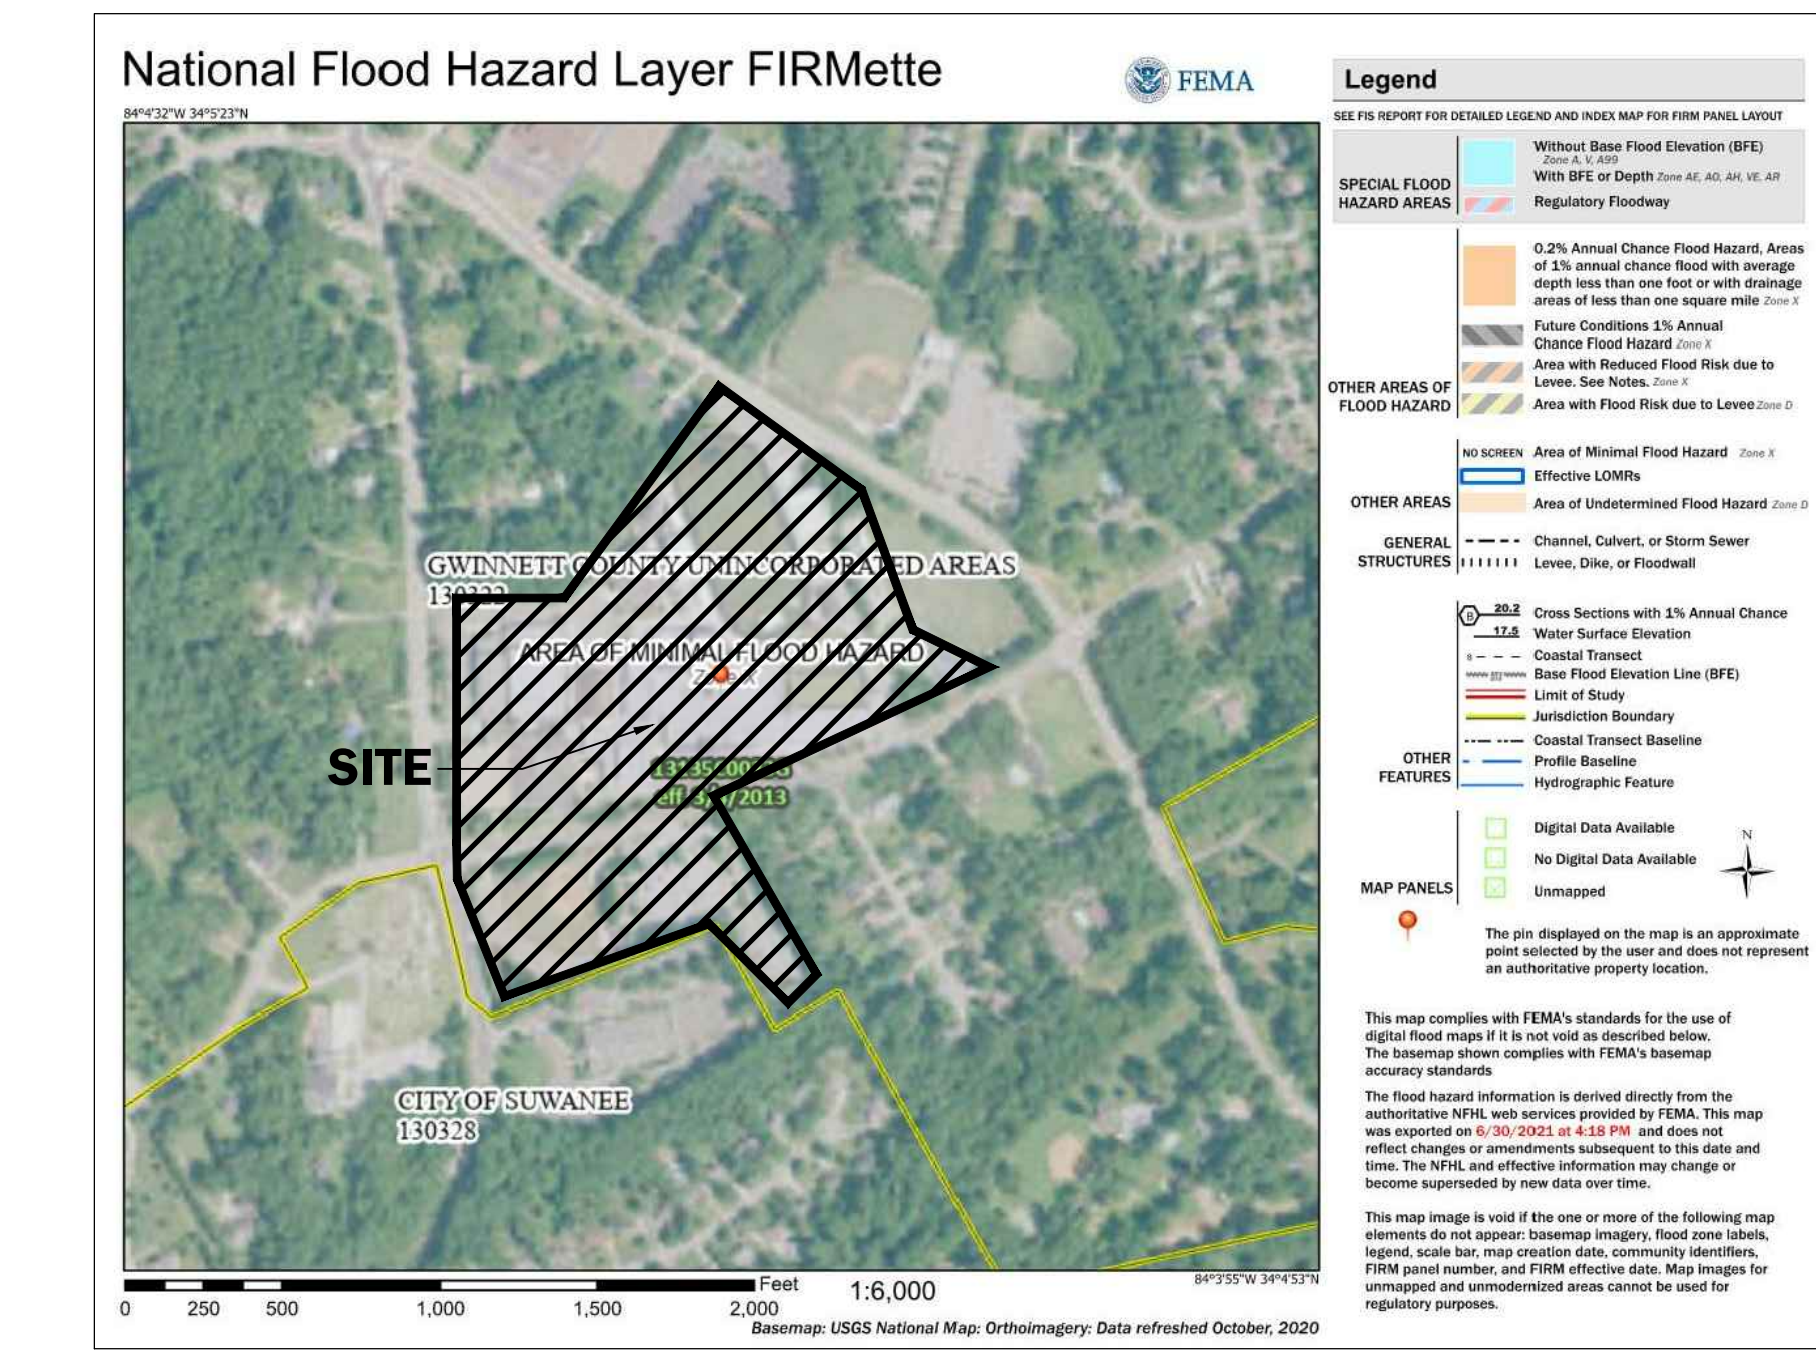 National Flood Hazard Layer FIRMette
FEMA
84°4'32"W 34°5'23"N
GWINNETT COUNTY UNINCORPORATED AREAS
130322
AREA OF MINIMAL FLOOD HAZARD
Zone X
SITE
eff. 3/4/2013
CITY OF SUWANEE
130328
84°3'55"W 34°4'53"N
Feet
1:6,000
0
250
500
1,000
1,500
2,000
Basemap: USGS National Map: Orthoimagery: Data refreshed October, 2020
Legend
SEE FIS REPORT FOR DETAILED LEGEND AND INDEX MAP FOR FIRM PANEL LAYOUT
SPECIAL FLOOD
HAZARD AREAS
Without Base Flood Elevation (BFE)
Zone A, V, A99
With BFE or Depth Zone AE, AO, AH, VE, AR
Regulatory Floodway
OTHER AREAS OF
FLOOD HAZARD
0.2% Annual Chance Flood Hazard, Areas
of 1% annual chance flood with average
depth less than one foot or with drainage
areas of less than one square mile Zone X
Future Conditions 1% Annual
Chance Flood Hazard Zone X
Area with Reduced Flood Risk due to
Levee. See Notes. Zone X
Area with Flood Risk due to Levee Zone D
OTHER AREAS
NO SCREEN Area of Minimal Flood Hazard Zone X
Effective LOMRs
Area of Undetermined Flood Hazard Zone D
GENERAL
STRUCTURES
Channel, Culvert, or Storm Sewer
Levee, Dike, or Floodwall
OTHER
FEATURES
B 20.2 Cross Sections with 1% Annual Chance
17.5 Water Surface Elevation
8 Coastal Transect
Base Flood Elevation Line (BFE)
Limit of Study
Jurisdiction Boundary
Coastal Transect Baseline
Profile Baseline
Hydrographic Feature
MAP PANELS
Digital Data Available
No Digital Data Available
Unmapped
N
The pin displayed on the map is an approximate
point selected by the user and does not represent
an authoritative property location.
This map complies with FEMA's standards for the use of
digital flood maps if it is not void as described below.
The basemap shown complies with FEMA's basemap
accuracy standards
The flood hazard information is derived directly from the
authoritative NFHL web services provided by FEMA. This map
was exported on 6/30/2021 at 4:18 PM and does not
reflect changes or amendments subsequent to this date and
time. The NFHL and effective information may change or
become superseded by new data over time.
This map image is void if the one or more of the following map
elements do not appear: basemap imagery, flood zone labels,
legend, scale bar, map creation date, community identifiers,
FIRM panel number, and FIRM effective date. Map images for
unmapped and unmodernized areas cannot be used for
regulatory purposes.